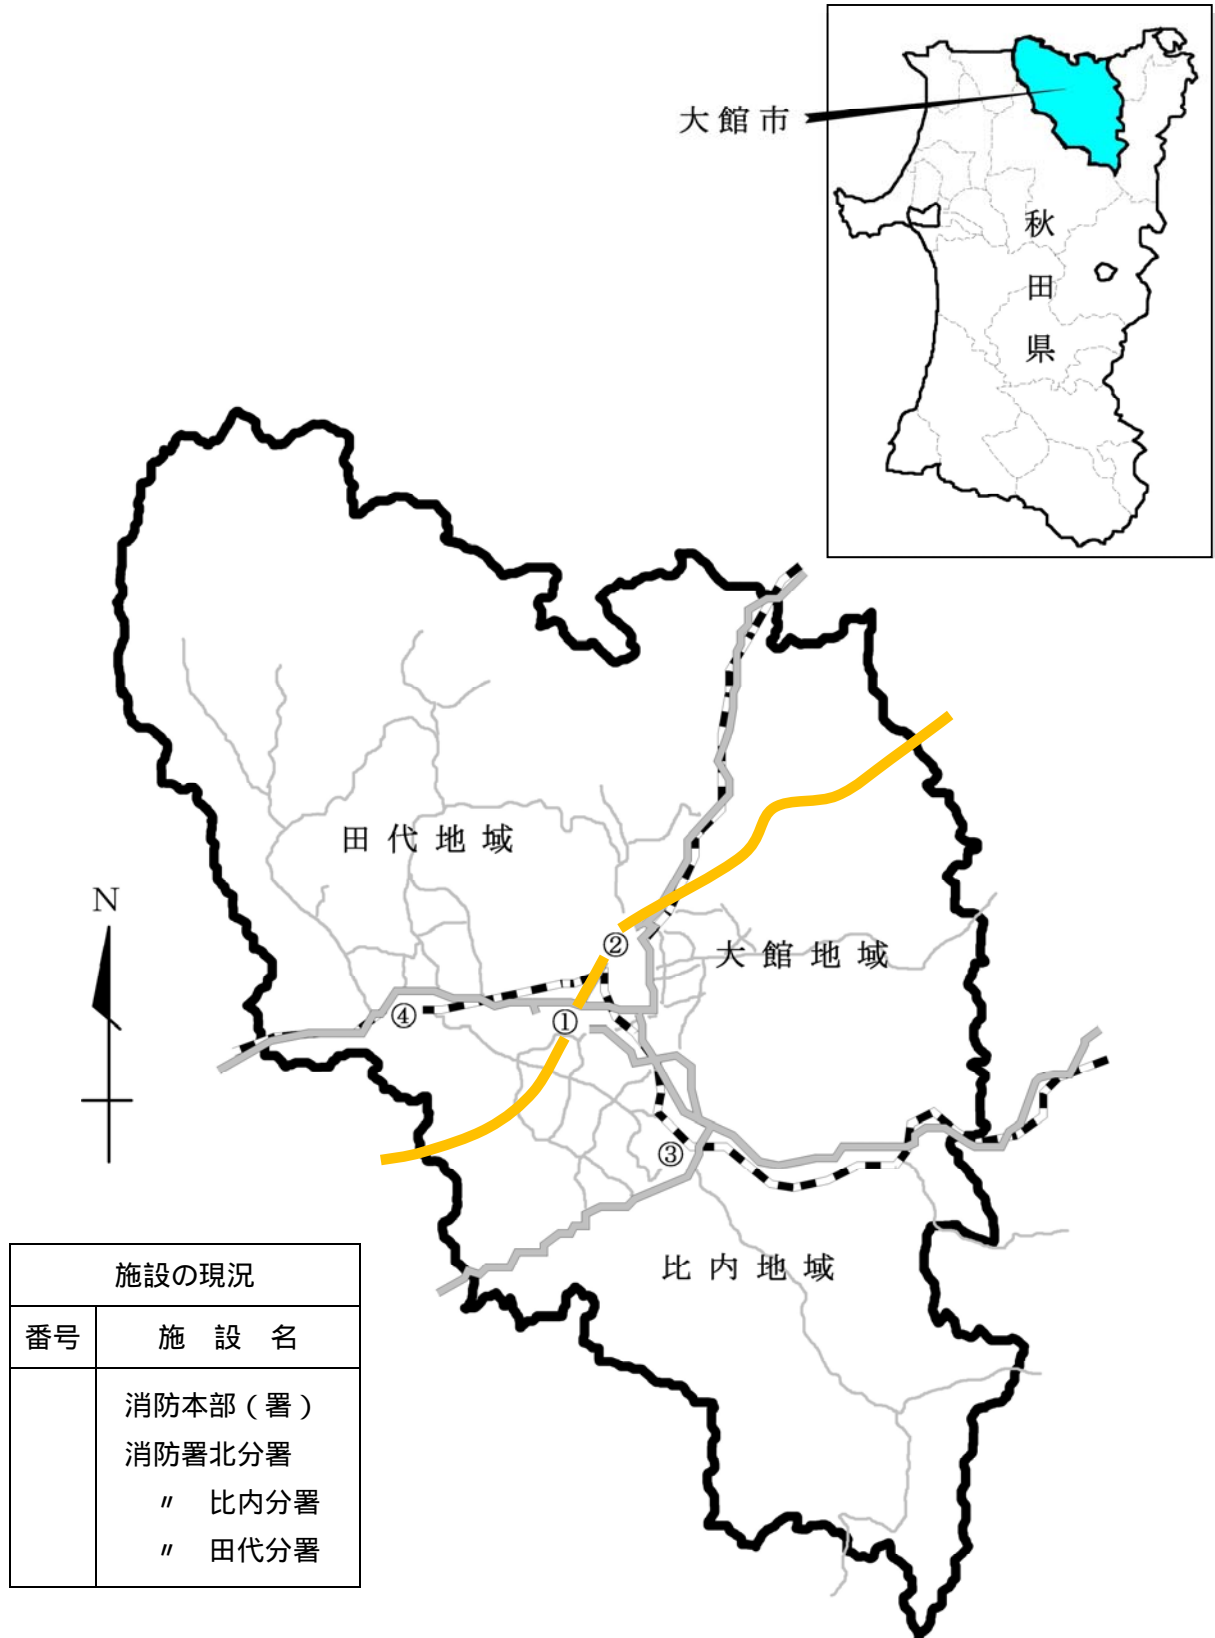 大館市
秋
田
県
田代地域
N
②
大館地域
④
①
③
比内地域
施設の現況
番号 施 設 名
消防本部（署）
消防署北分署
〃 比内分署
〃 田代分署